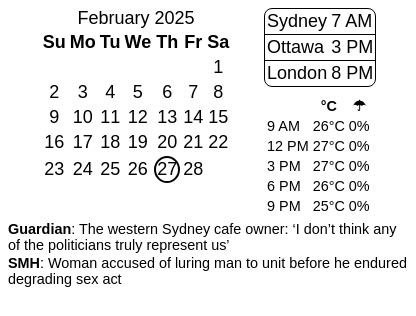 February 2025
Su Mo Tu We Th Fr Sa
1
2 3 4 5 6 7 8
9 10 11 12 13 14 15
16 17 18 19 20 21 22
23 24 25 26 27 28
Sydney 7 AM
Ottawa 3 PM
London 8 PM
°C ☂
9 AM 26°C 0%
12 PM 27°C 0%
3 PM 27°C 0%
6 PM 26°C 0%
9 PM 25°C 0%
Guardian: The western Sydney cafe owner: ‘I don’t think any
of the politicians truly represent us’
SMH: Woman accused of luring man to unit before he endured
degrading sex act